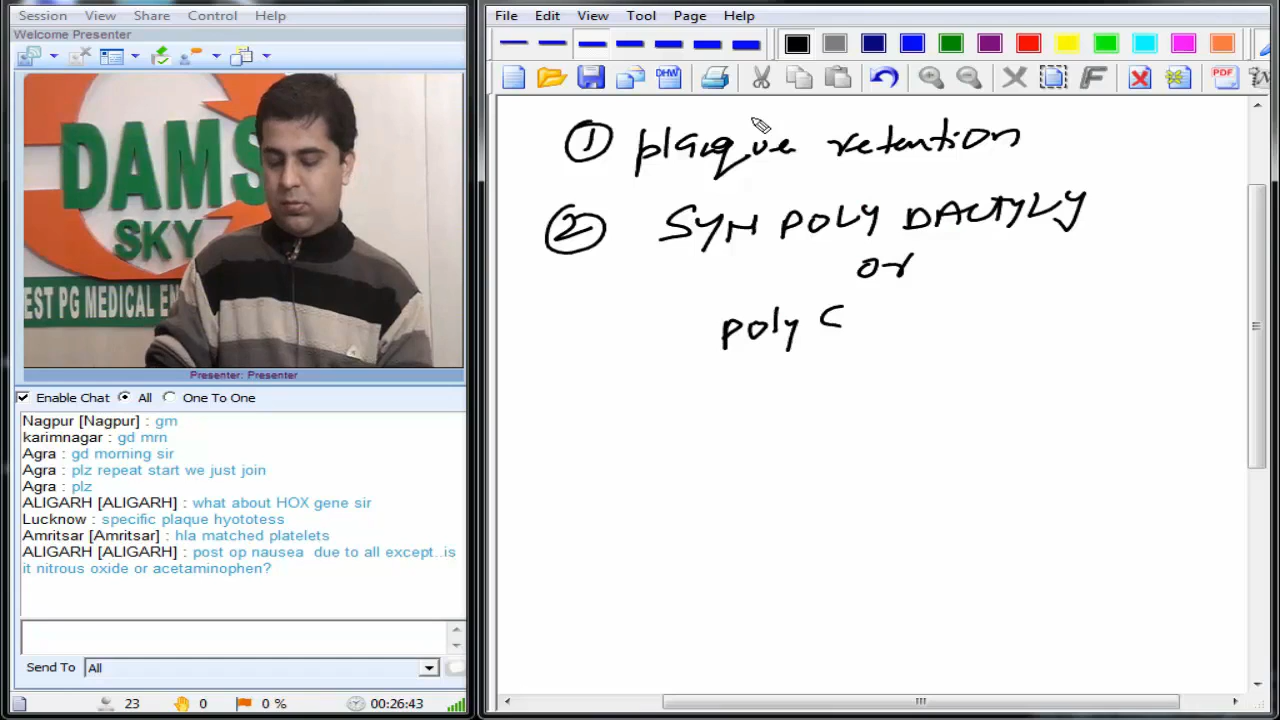 Session View Share Control Help
Welcome Presenter
DAMS
SKY
EST PG MEDICAL EN
Presenter: Presenter
Enable Chat All One To One
Nagpur [Nagpur] : gm
karimnagar : gd mrn
Agra : gd morning sir
Agra : plz repeat start we just join
Agra : plz
ALIGARH [ALIGARH] : what about HOX gene sir
Lucknow : specific plaque hyototess
Amritsar [Amritsar] : hla matched platelets
ALIGARH [ALIGARH] : post op nausea due to all except..is
it nitrous oxide or acetaminophen?
Send To All
23 0 0 % 00:26:43
File Edit View Tool Page Help
PDF
① plaque retention
② SYN POLY DACTYLY
or
poly C